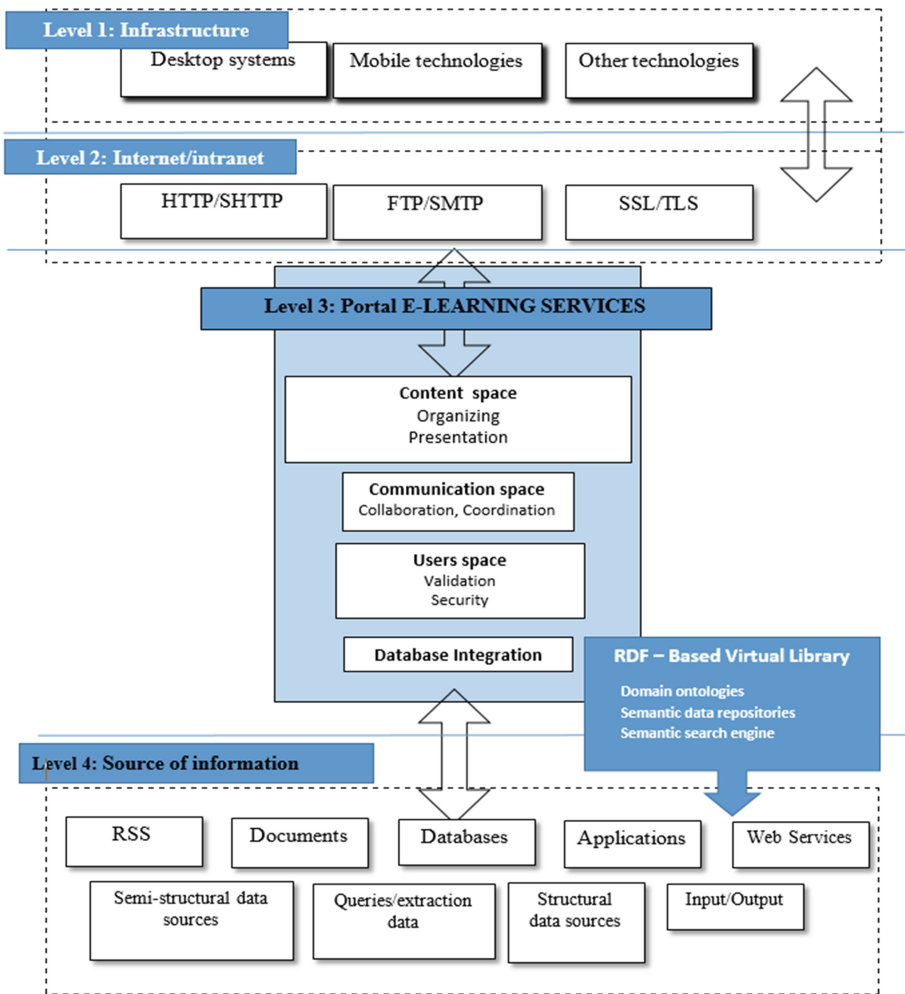 Level 1: Infrastructure
Desktop systems
Mobile technologies
Other technologies
Level 2: Internet/intranet
HTTP/SHTTP
FTP/SMTP
SSL/TLS
Level 3: Portal E-LEARNING SERVICES
Content space
Organizing
Presentation
Communication space
Collaboration, Coordination
Users space
Validation
Security
Database Integration
RDF – Based Virtual Library
Domain ontologies
Semantic data repositories
Semantic search engine
Level 4: Source of information
RSS
Documents
Databases
Applications
Web Services
Semi-structural data
sources
Queries/extraction
data
Structural
data sources
Input/Output